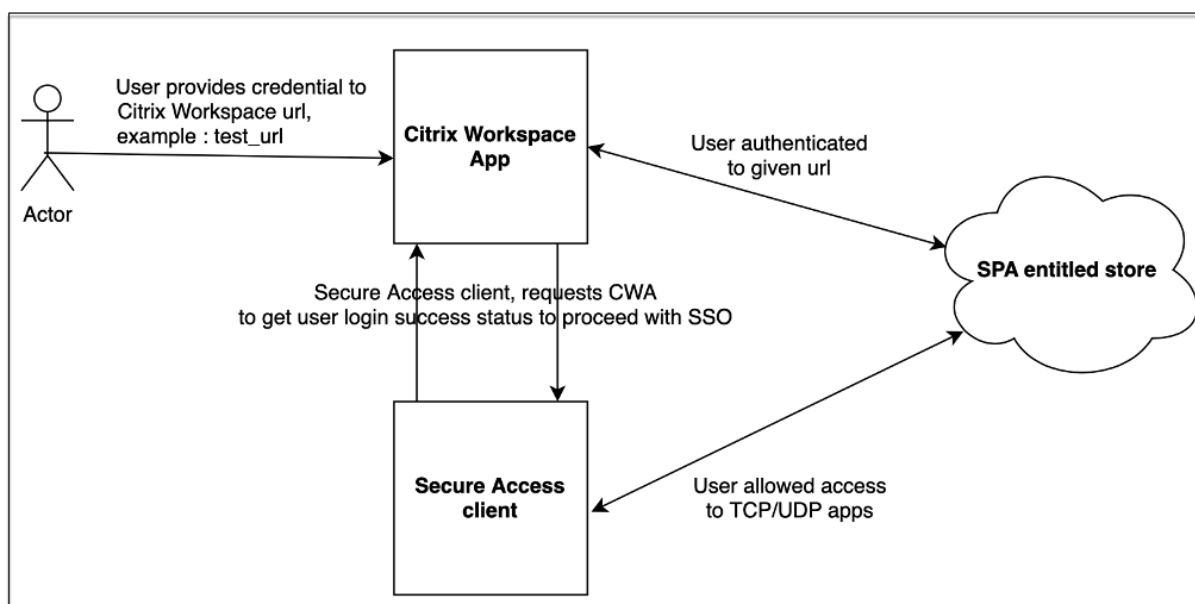 User provides credential to
Citrix Workspace url,
example : test_url
Actor
Citrix Workspace
App
User authenticated
to given url
SPA entitled store
Secure Access client, requests CWA
to get user login success status to proceed with SSO
Secure Access
client
User allowed access
to TCP/UDP apps